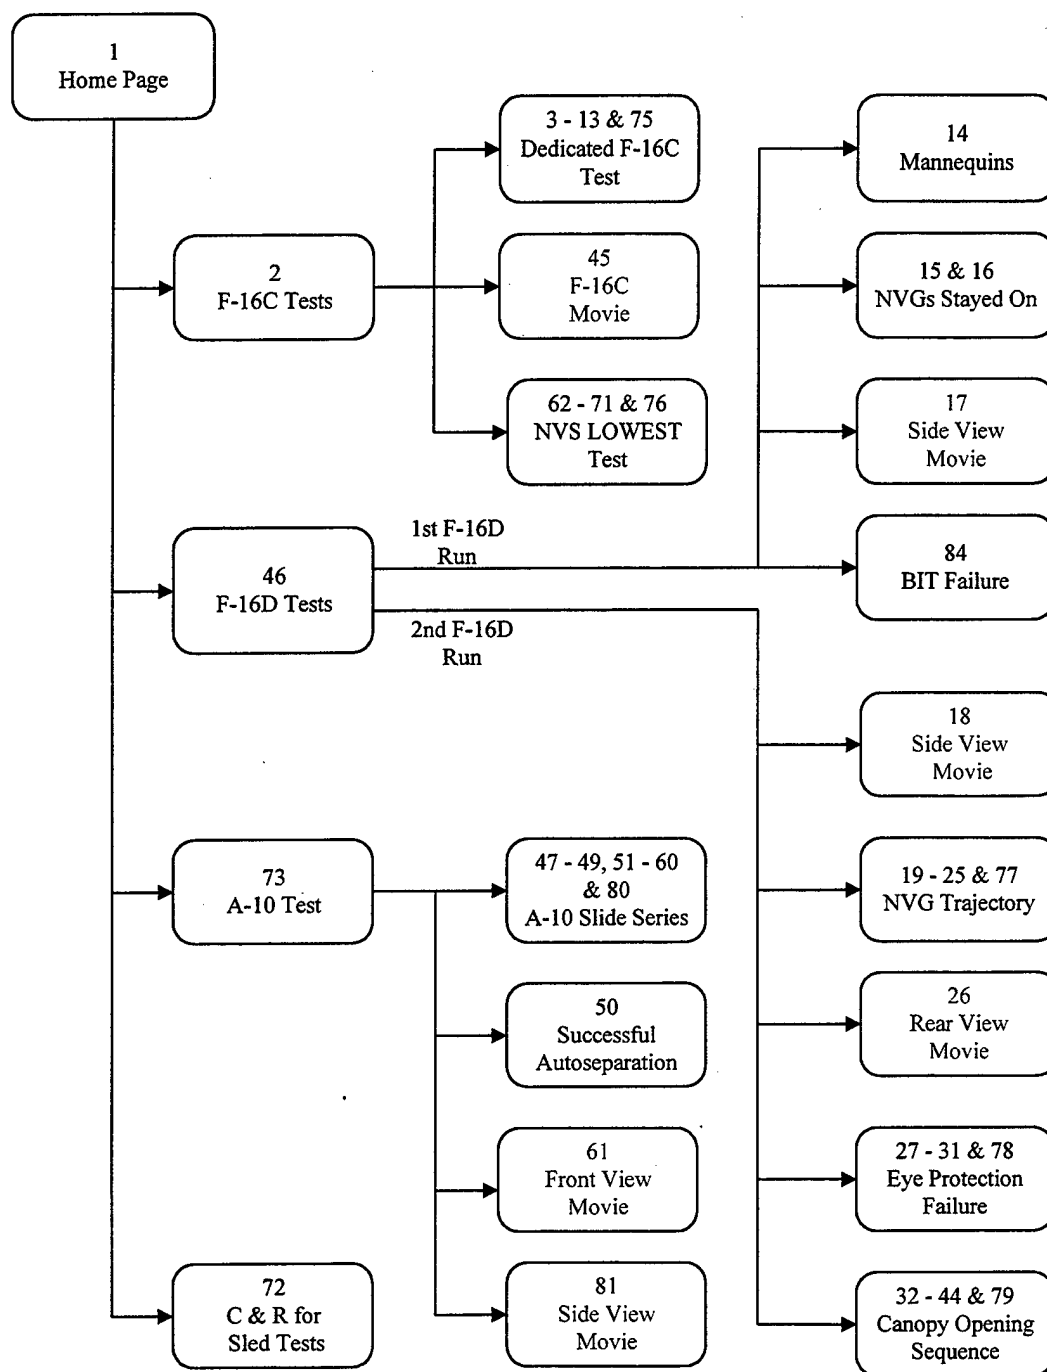 1
Home Page
2
F-16C Tests
3 - 13 & 75
Dedicated F-16C
Test
45
F-16C
Movie
62 - 71 & 76
NVS LOWEST
Test
46
F-16D Tests
1st F-16D
Run
14
Mannequins
15 & 16
NVGs Stayed On
17
Side View
Movie
84
BIT Failure
2nd F-16D
Run
18
Side View
Movie
19 - 25 & 77
NVG Trajectory
26
Rear View
Movie
27 - 31 & 78
Eye Protection
Failure
32 - 44 & 79
Canopy Opening
Sequence
73
A-10 Test
47 - 49, 51 - 60
& 80
A-10 Slide Series
50
Successful
Autoseparation
61
Front View
Movie
81
Side View
Movie
72
C & R for
Sled Tests